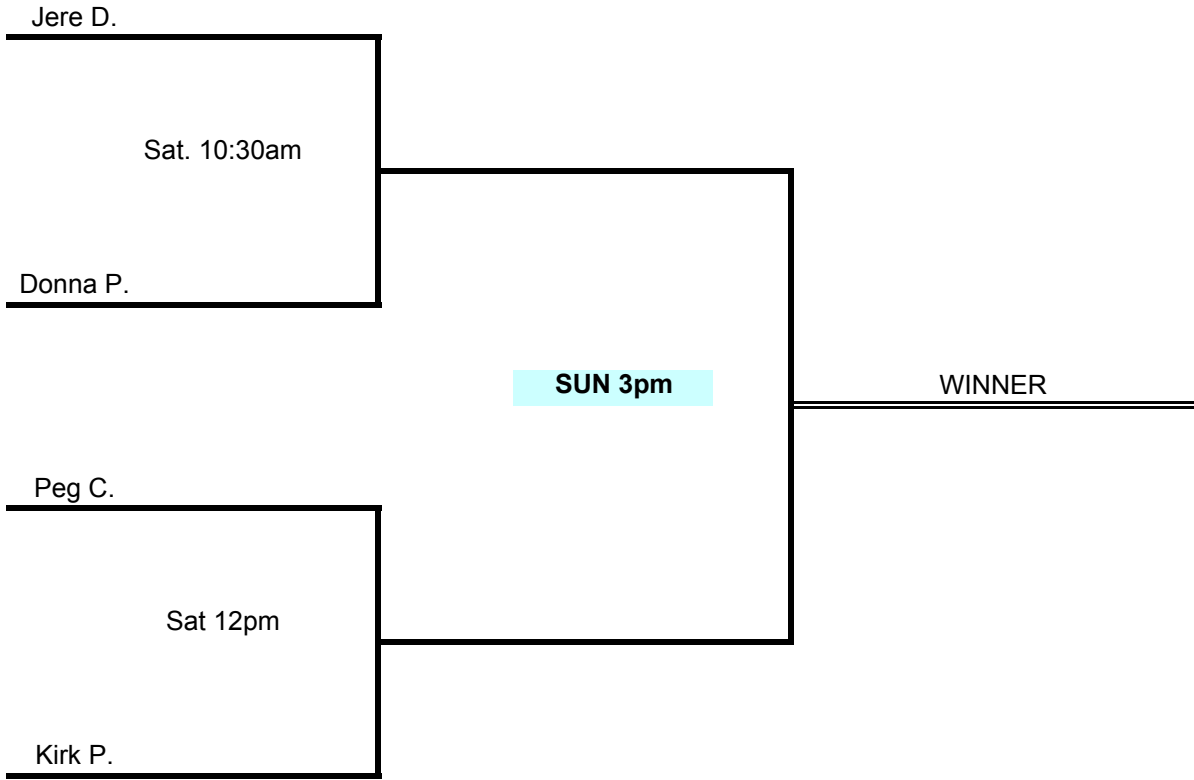 Jere D.
Sat. 10:30am
Donna P.
SUN 3pm
WINNER
Peg C.
Sat 12pm
Kirk P.